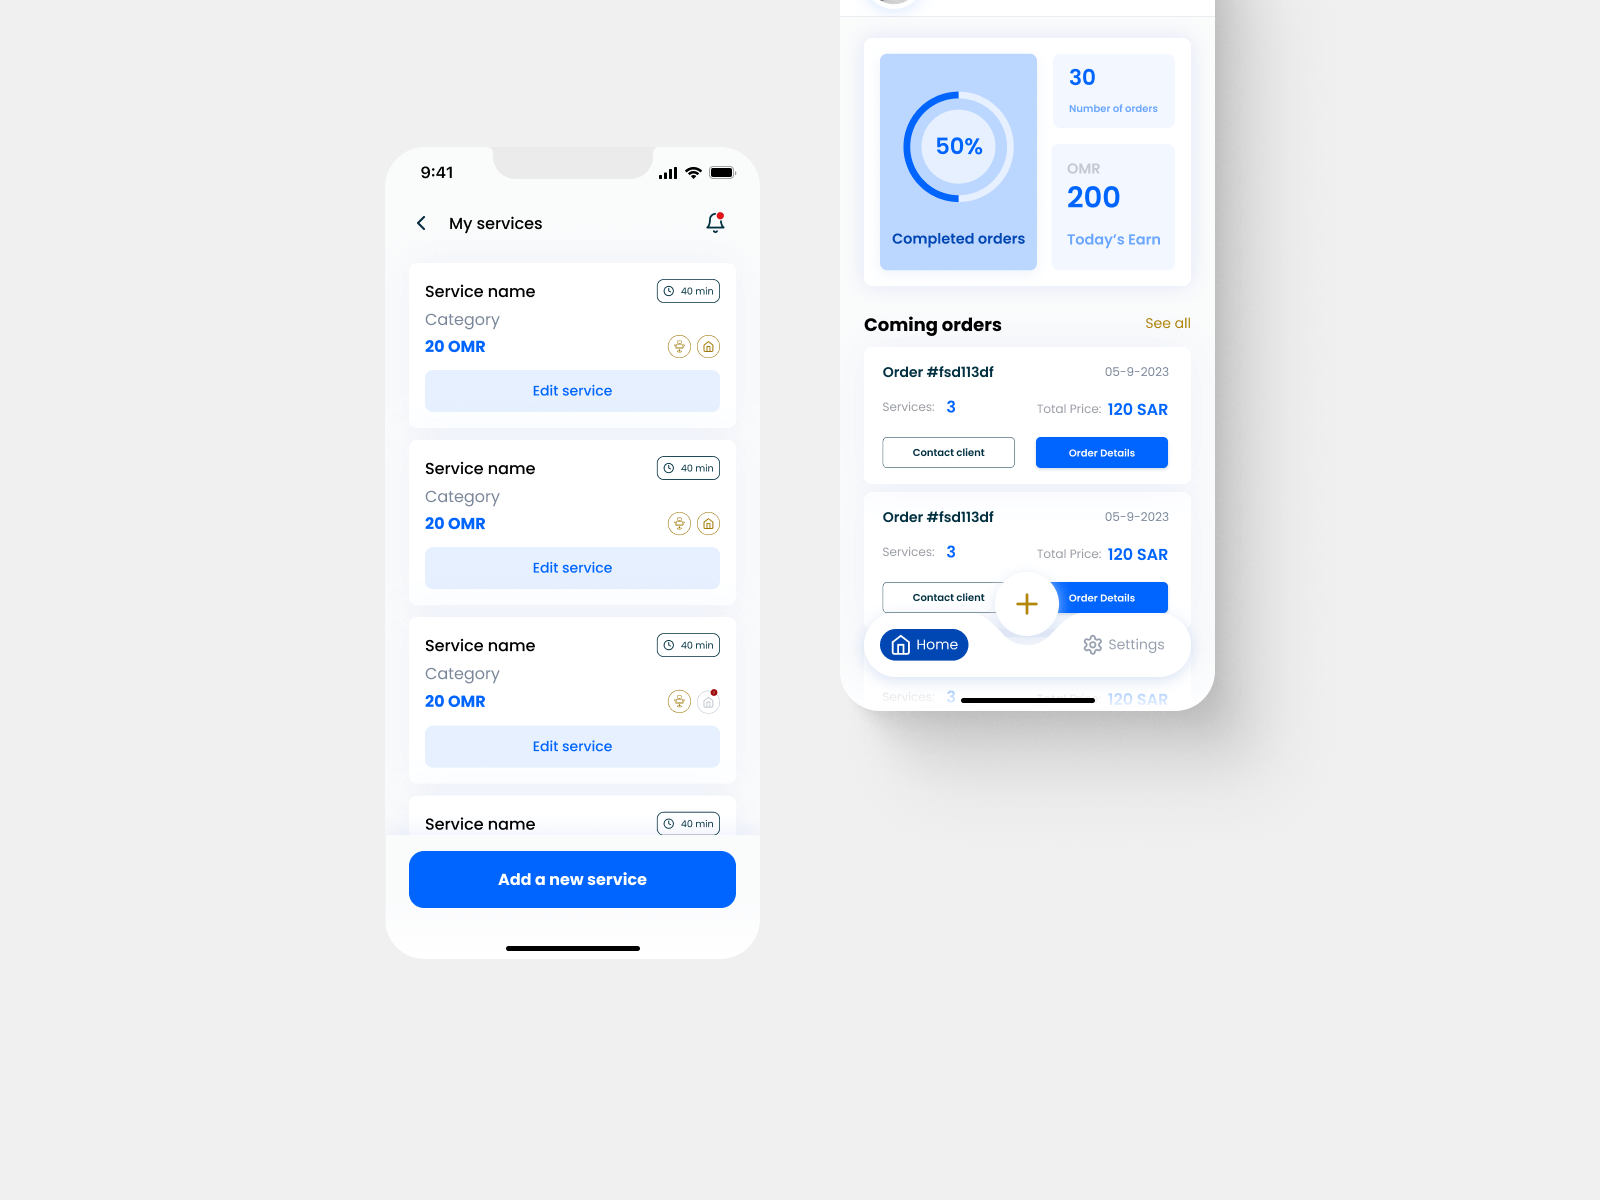 9:41
My services
Service name
40 min
Category
20 OMR
Edit service
Service name
40 min
Category
20 OMR
Edit service
Service name
40 min
Category
20 OMR
Edit service
Service name
40 min
Add a new service
50%
Completed orders
30
Number of orders
OMR
200
Today's Earn
Coming orders
See all
Order #fsd113df
05-9-2023
Services: 3
Total Price: 120 SAR
Contact client
Order Details
Order #fsd113df
05-9-2023
Services: 3
Total Price: 120 SAR
Contact client
Order Details
Home
Settings
Services: 3
Total Price: 120 SAR